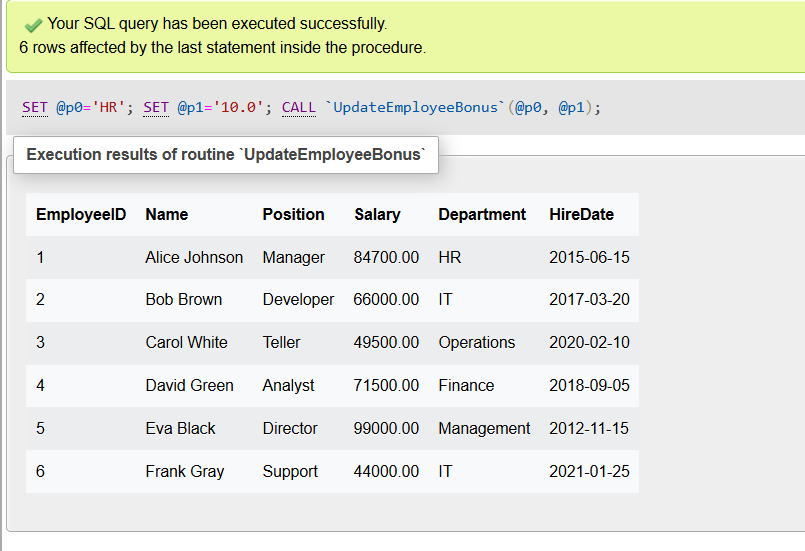 Your SQL query has been executed successfully.
6 rows affected by the last statement inside the procedure.
SET @p0='HR'; SET @p1='10.0'; CALL `UpdateEmployeeBonus`(@p0, @p1);
Execution results of routine `UpdateEmployeeBonus`
EmployeeID Name Position Salary Department HireDate
1 Alice Johnson Manager 84700.00 HR 2015-06-15
2 Bob Brown Developer 66000.00 IT 2017-03-20
3 Carol White Teller 49500.00 Operations 2020-02-10
4 David Green Analyst 71500.00 Finance 2018-09-05
5 Eva Black Director 99000.00 Management 2012-11-15
6 Frank Gray Support 44000.00 IT 2021-01-25